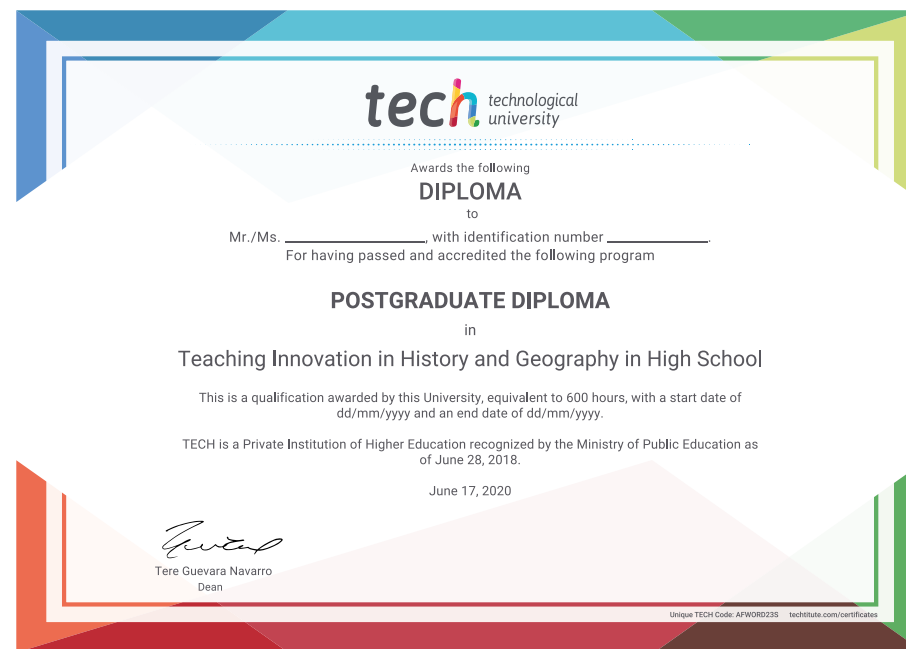 tech technological
university
Awards the following
DIPLOMA
to
Mr./Ms. ____________________, with identification number ______________.
For having passed and accredited the following program
POSTGRADUATE DIPLOMA
in
Teaching Innovation in History and Geography in High School
This is a qualification awarded by this University, equivalent to 600 hours, with a start date of
dd/mm/yyyy and an end date of dd/mm/yyyy.
TECH is a Private Institution of Higher Education recognized by the Ministry of Public Education as
of June 28, 2018.
June 17, 2020
Tere Guevara Navarro
Dean
Unique TECH Code: AFWORD23S techtitute.com/certificates